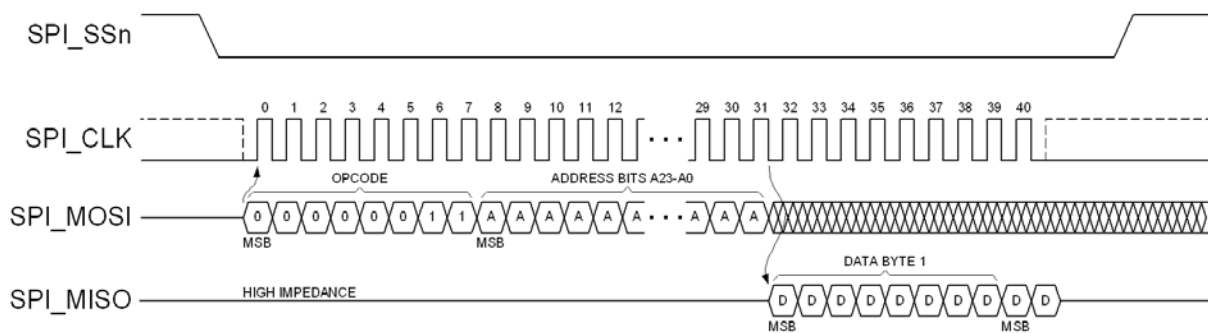 SPI_SSn
0 1 2 3 4 5 6 7 8 9 10 11 12 29 30 31 32 33 34 35 36 37 38 39 40
SPI_CLK
OPCODE ADDRESS BITS A23-A0
SPI_MOSI 0 0 0 0 0 0 1 1 A A A A A A A A A
MSB MSB
DATA BYTE 1
SPI_MISO HIGH IMPEDANCE D D D D D D D D D D
MSB MSB